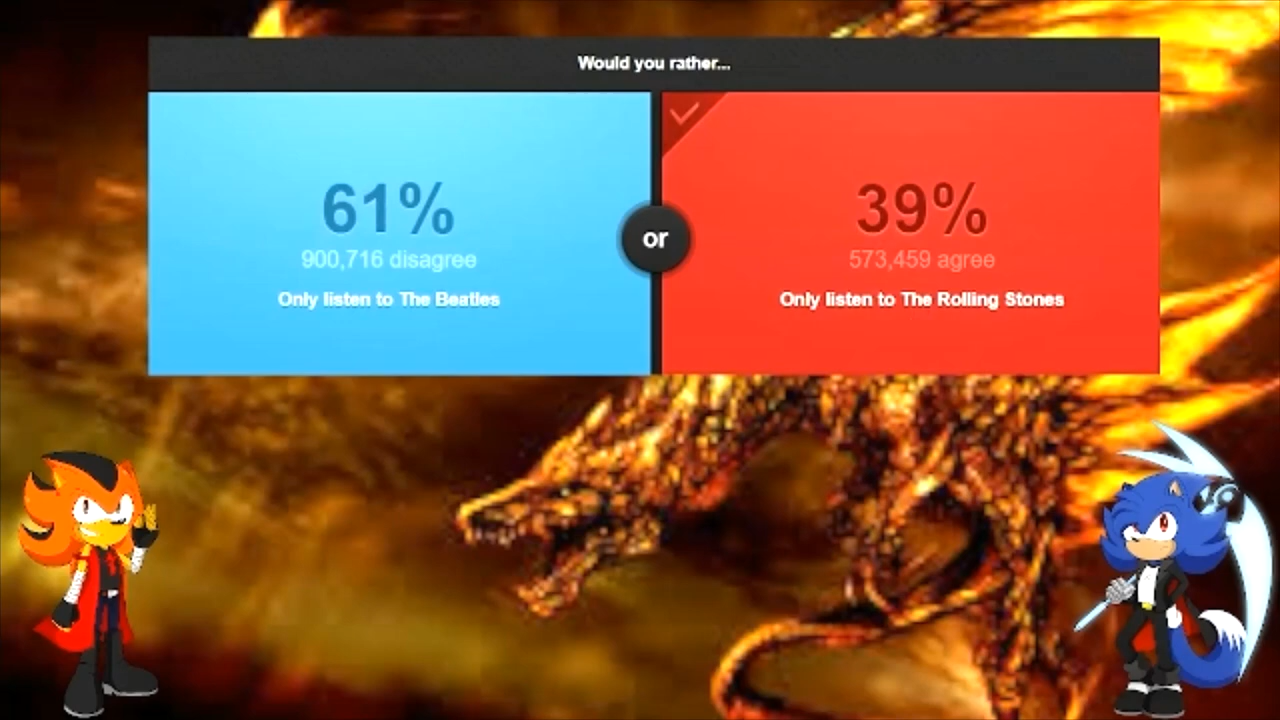 Would you rather...
61%
900,716 disagree
Only listen to The Beatles
or
39%
573,459 agree
Only listen to The Rolling Stones